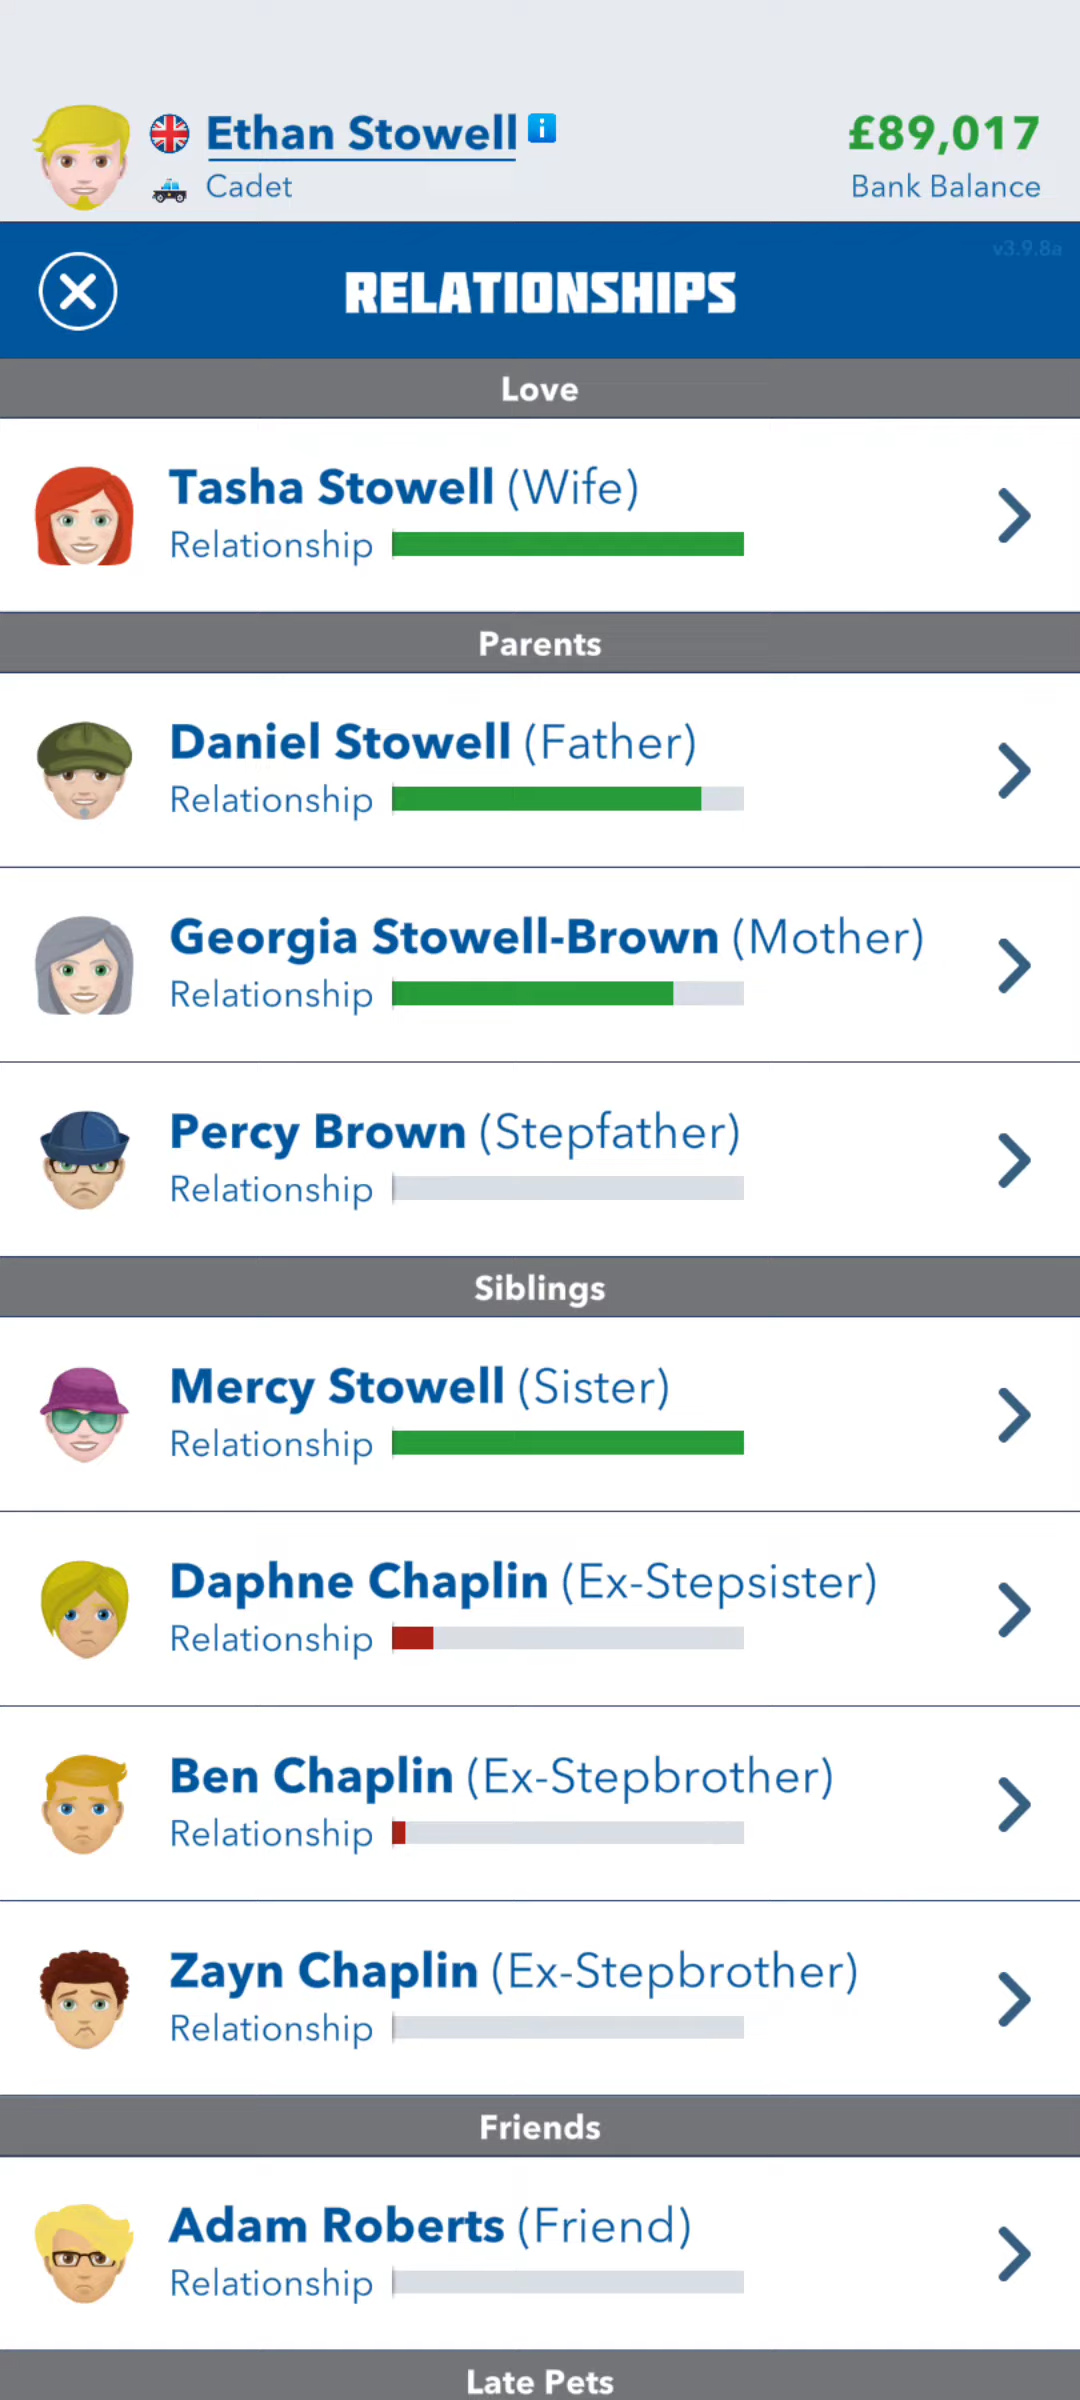 Ethan Stowell i
£89,017
Cadet
Bank Balance
v3.9.8a
RELATIONSHIPS
Love
Tasha Stowell (Wife)
Relationship
Parents
Daniel Stowell (Father)
Relationship
Georgia Stowell-Brown (Mother)
Relationship
Percy Brown (Stepfather)
Relationship
Siblings
Mercy Stowell (Sister)
Relationship
Daphne Chaplin (Ex-Stepsister)
Relationship
Ben Chaplin (Ex-Stepbrother)
Relationship
Zayn Chaplin (Ex-Stepbrother)
Relationship
Friends
Adam Roberts (Friend)
Relationship
Late Pets